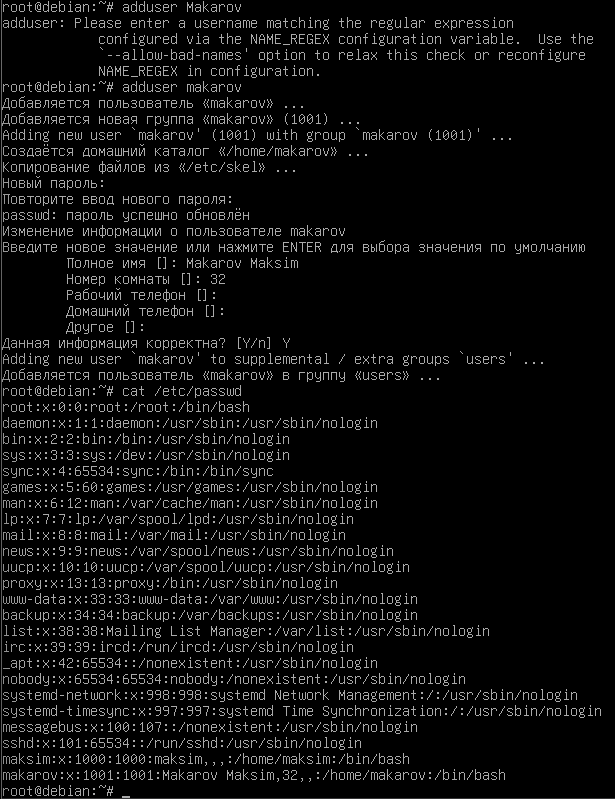 root@debian:~# adduser Makarov
adduser: Please enter a username matching the regular expression
            configured via the NAME_REGEX configuration variable.  Use the
            `--allow-bad-names' option to relax this check or reconfigure
            NAME_REGEX in configuration.
root@debian:~# adduser makarov
Добавляется пользователь «makarov» ...
Добавляется новая группа «makarov» (1001) ...
Adding new user `makarov' (1001) with group `makarov (1001)' ...
Создаётся домашний каталог «/home/makarov» ...
Копирование файлов из «/etc/skel» ...
Новый пароль:
Повторите ввод нового пароля:
passwd: пароль успешно обновлён
Изменение информации о пользователе makarov
Введите новое значение или нажмите ENTER для выбора значения по умолчанию
        Полное имя []: Makarov Maksim
        Номер комнаты []: 32
        Рабочий телефон []:
        Домашний телефон []:
        Другое []:
Данная информация корректна? [Y/n] Y
Adding new user `makarov' to supplemental / extra groups `users' ...
Добавляется пользователь «makarov» в группу «users» ...
root@debian:~# cat /etc/passwd
root:x:0:0:root:/root:/bin/bash
daemon:x:1:1:daemon:/usr/sbin:/usr/sbin/nologin
bin:x:2:2:bin:/bin:/usr/sbin/nologin
sys:x:3:3:sys:/dev:/usr/sbin/nologin
sync:x:4:65534:sync:/bin:/bin/sync
games:x:5:60:games:/usr/games:/usr/sbin/nologin
man:x:6:12:man:/var/cache/man:/usr/sbin/nologin
lp:x:7:7:lp:/var/spool/lpd:/usr/sbin/nologin
mail:x:8:8:mail:/var/mail:/usr/sbin/nologin
news:x:9:9:news:/var/spool/news:/usr/sbin/nologin
uucp:x:10:10:uucp:/var/spool/uucp:/usr/sbin/nologin
proxy:x:13:13:proxy:/bin:/usr/sbin/nologin
www-data:x:33:33:www-data:/var/www:/usr/sbin/nologin
backup:x:34:34:backup:/var/backups:/usr/sbin/nologin
list:x:38:38:Mailing List Manager:/var/list:/usr/sbin/nologin
irc:x:39:39:ircd:/run/ircd:/usr/sbin/nologin
_apt:x:42:65534::/nonexistent:/usr/sbin/nologin
nobody:x:65534:65534:nobody:/nonexistent:/usr/sbin/nologin
systemd-network:x:998:998:systemd Network Management:/:/usr/sbin/nologin
systemd-timesync:x:997:997:systemd Time Synchronization:/:/usr/sbin/nologin
messagebus:x:100:107::/nonexistent:/usr/sbin/nologin
sshd:x:101:65534::/run/sshd:/usr/sbin/nologin
maksim:x:1000:1000:maksim,,,:/home/maksim:/bin/bash
makarov:x:1001:1001:Makarov Maksim,32,,:/home/makarov:/bin/bash
root@debian:~# _